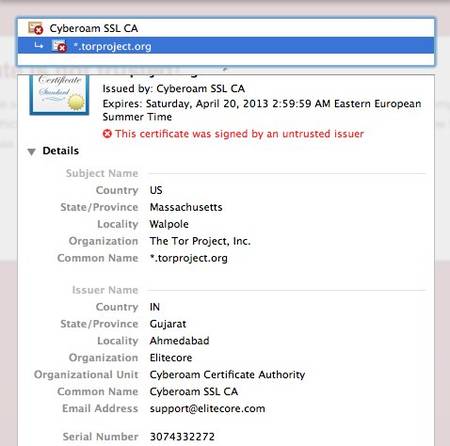 Cyberoam SSL CA
*.torproject.org
Certificate
Standard
Issued by: Cyberoam SSL CA
Expires: Saturday, April 20, 2013 2:59:59 AM Eastern European
Summer Time
This certificate was signed by an untrusted issuer
Details
Subject Name
Country US
State/Province Massachusetts
Locality Walpole
Organization The Tor Project, Inc.
Common Name *.torproject.org
Issuer Name
Country IN
State/Province Gujarat
Locality Ahmedabad
Organization Elitecore
Organizational Unit Cyberoam Certificate Authority
Common Name Cyberoam SSL CA
Email Address support@elitecore.com
Serial Number 3074332272